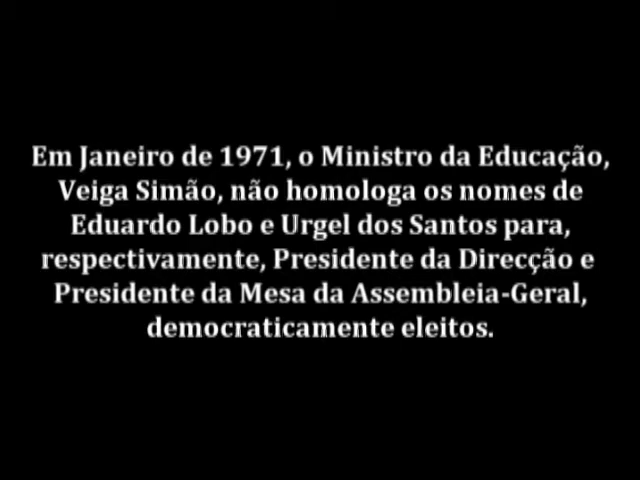 Em Janeiro de 1971, o Ministro da Educação,
Veiga Simão, não homologa os nomes de
Eduardo Lobo e Urgel dos Santos para,
respectivamente, Presidente da Direcção e
Presidente da Mesa da Assembleia-Geral,
democraticamente eleitos.